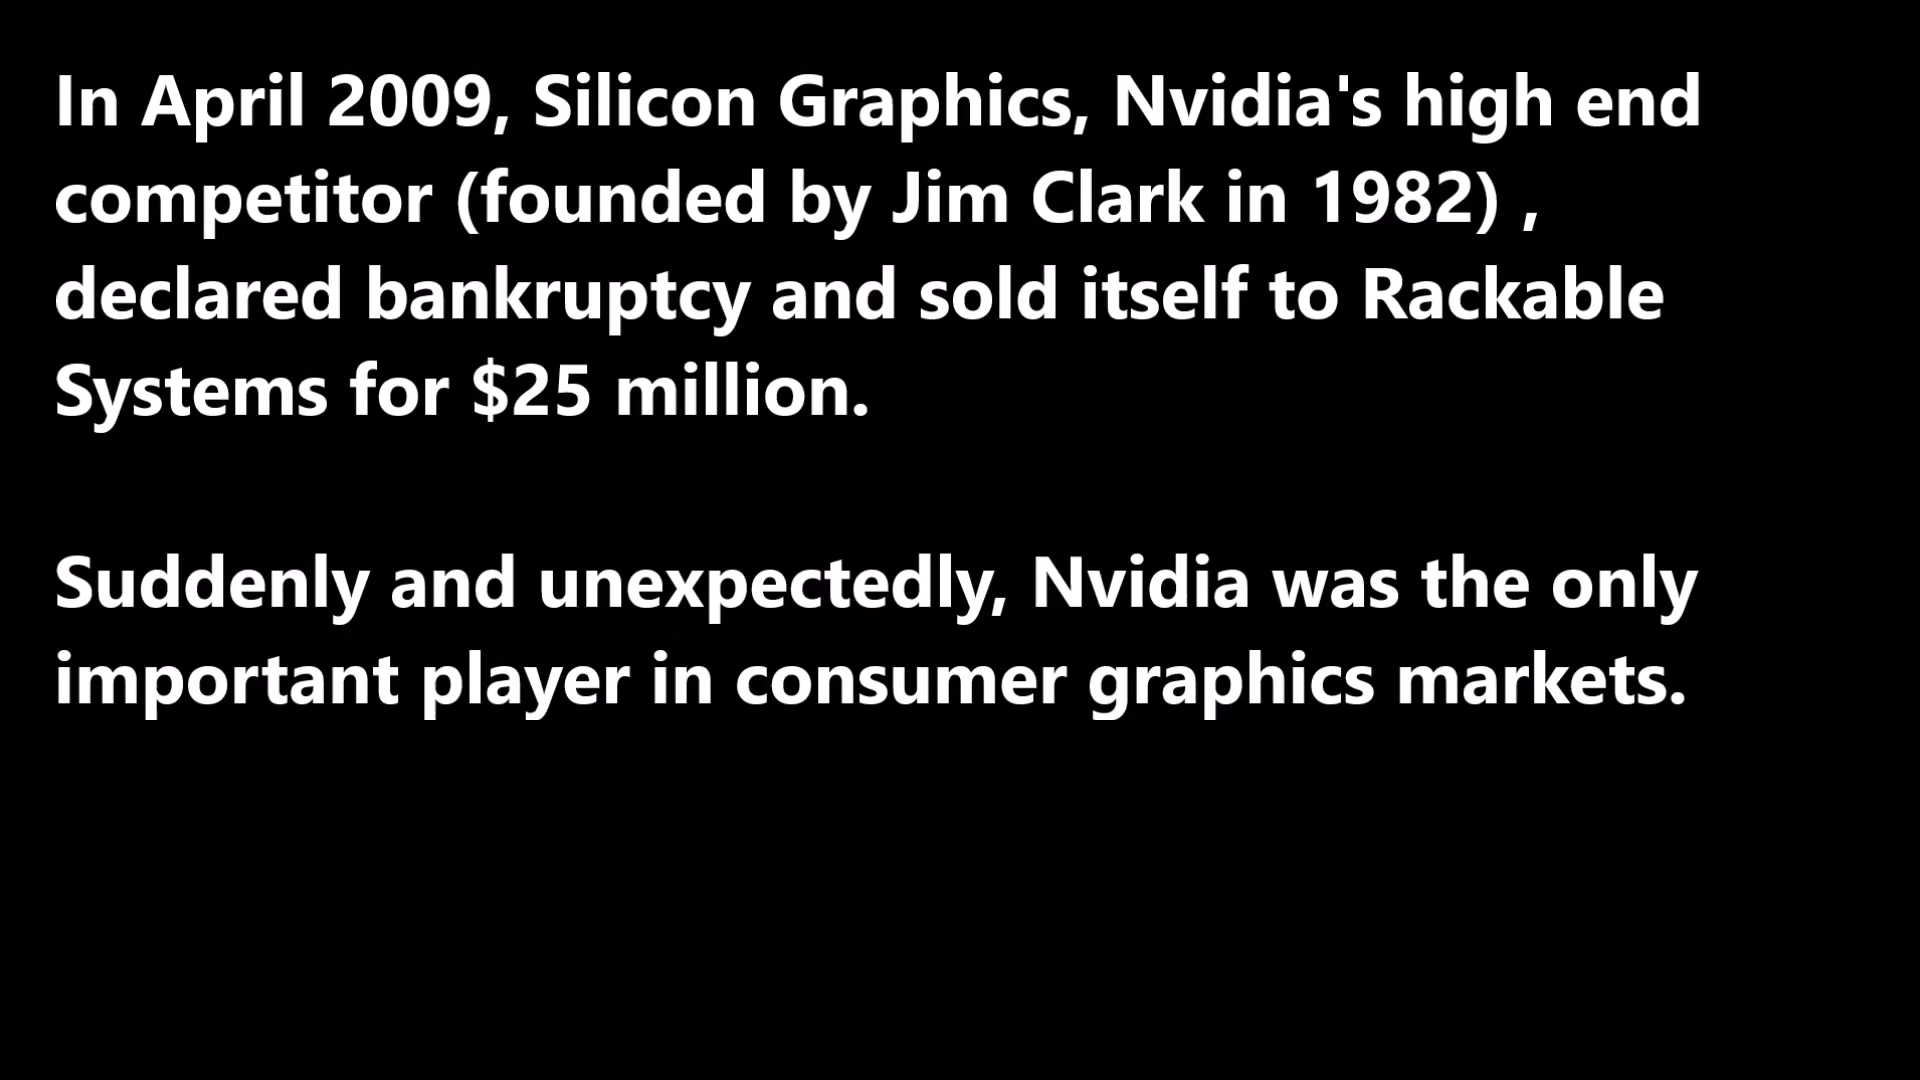 In April 2009, Silicon Graphics, Nvidia's high end
competitor (founded by Jim Clark in 1982) ,
declared bankruptcy and sold itself to Rackable
Systems for $25 million.
Suddenly and unexpectedly, Nvidia was the only
important player in consumer graphics markets.